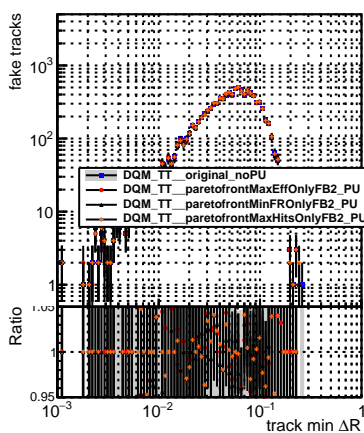 fake tracks
10³
10²
DQM_TT__original_noPU
DQM_TT__paretofrontMaxEffOnlyFB2_PU
DQM_TT__paretofrontMinFROnlyFB2_PU
DQM_TT__paretofrontMaxHitsOnlyFB2_PU
10
1
Ratio
1.05
1
0.95
10⁻³ 10⁻² 10⁻¹ 1
track min ΔR